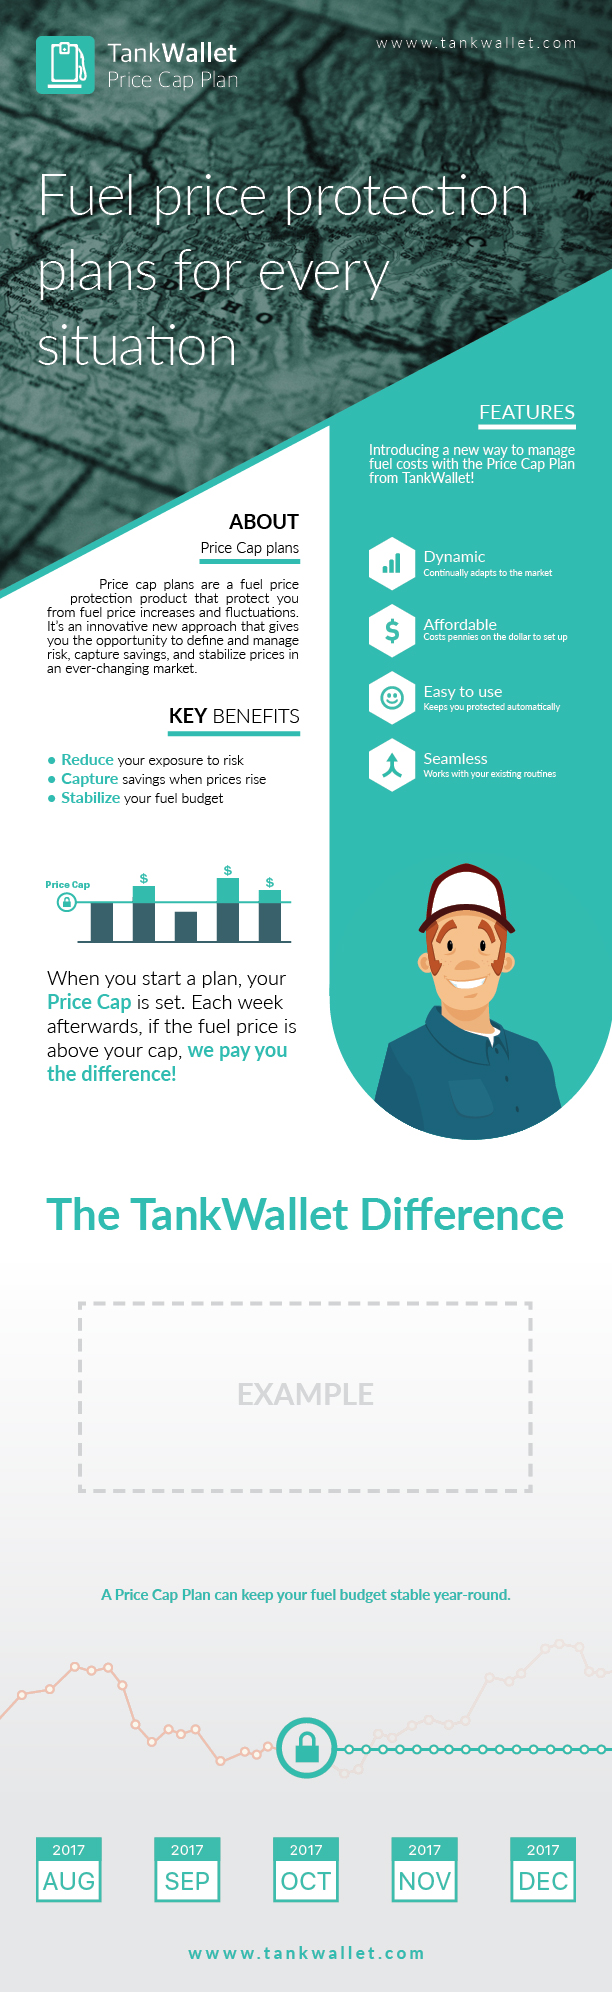 TankWallet
Price Cap Plan
wwww.tankwallet.com
Fuel price protection
plans for every
situation
FEATURES
Introducing a new way to manage
fuel costs with the Price Cap Plan
from TankWallet!
Dynamic
Continually adapts to the market
Affordable
Costs pennies on the dollar to set up
Easy to use
Keeps you protected automatically
Seamless
Works with your existing routines
ABOUT
Price Cap plans
Price cap plans are a fuel price
protection product that protect you
from fuel price increases and fluctuations.
It's an innovative new approach that gives
you the opportunity to define and manage
risk, capture savings, and stabilize prices in
an ever-changing market.
KEY BENEFITS
• Reduce your exposure to risk
• Capture savings when prices rise
• Stabilize your fuel budget
Price Cap
$
$
$
When you start a plan, your
Price Cap is set. Each week
afterwards, if the fuel price is
above your cap, we pay you
the difference!
The TankWallet Difference
EXAMPLE
A Price Cap Plan can keep your fuel budget stable year-round.
2017
AUG
2017
SEP
2017
OCT
2017
NOV
2017
DEC
wwww.tankwallet.com